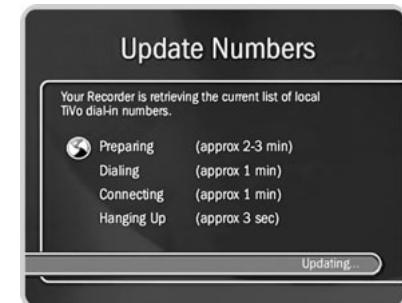 Update Numbers
Your Recorder is retrieving the current list of local
TiVo dial-in numbers.
Preparing (approx 2-3 min)
Dialing (approx 1 min)
Connecting (approx 1 min)
Hanging Up (approx 3 sec)
Updating...